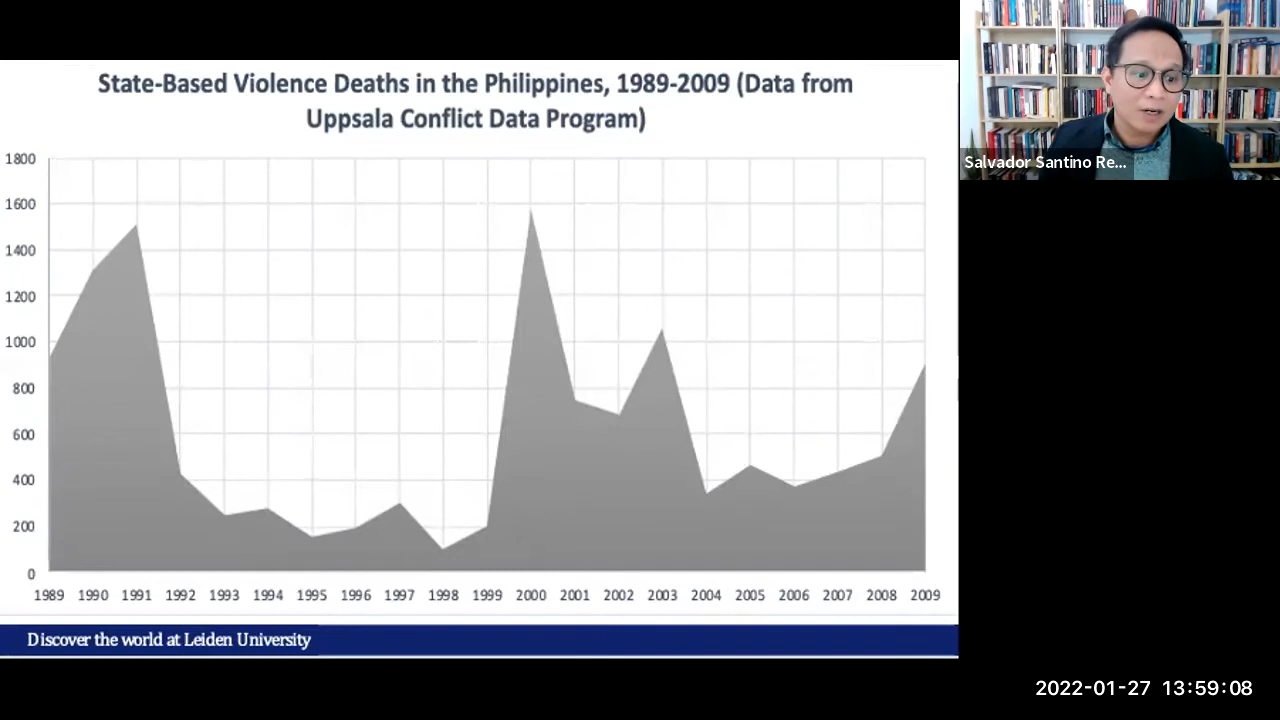 State-Based Violence Deaths in the Philippines, 1989-2009 (Data from
Uppsala Conflict Data Program)
1800
1600
1400
1200
1000
800
600
400
200
0
1989 1990 1991 1992 1993 1994 1995 1996 1997 1998 1999 2000 2001 2002 2003 2004 2005 2006 2007 2008 2009
Discover the world at Leiden University
Salvador Santino Re...
2022-01-27 13:59:08